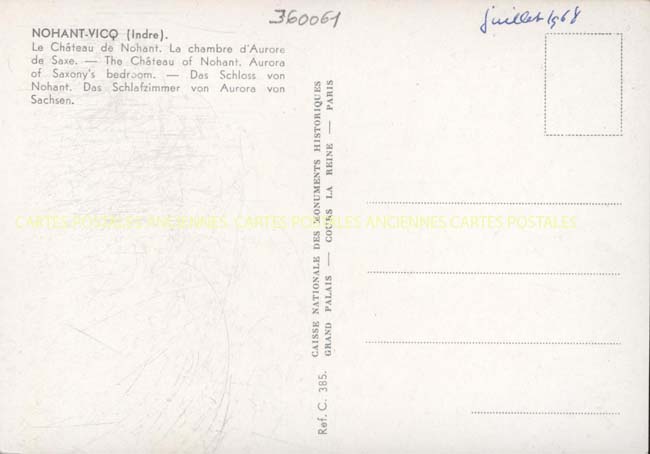 360061
juillet 1968
NOHANT-VICQ (Indre).
Le Château de Nohant. La chambre d'Aurore
de Saxe. — The Château of Nohant. Aurora
of Saxony's bedroom. — Das Schloss von
Nohant. Das Schlafzimmer von Aurora von
Sachsen.
CARTES POSTALES ANCIENNES CARTES POSTALES ANCIENNES CARTES POSTALES
Ref. C. 385. CAISSE NATIONALE DES MONUMENTS HISTORIQUES
GRAND PALAIS — COURS LA REINE — PARIS